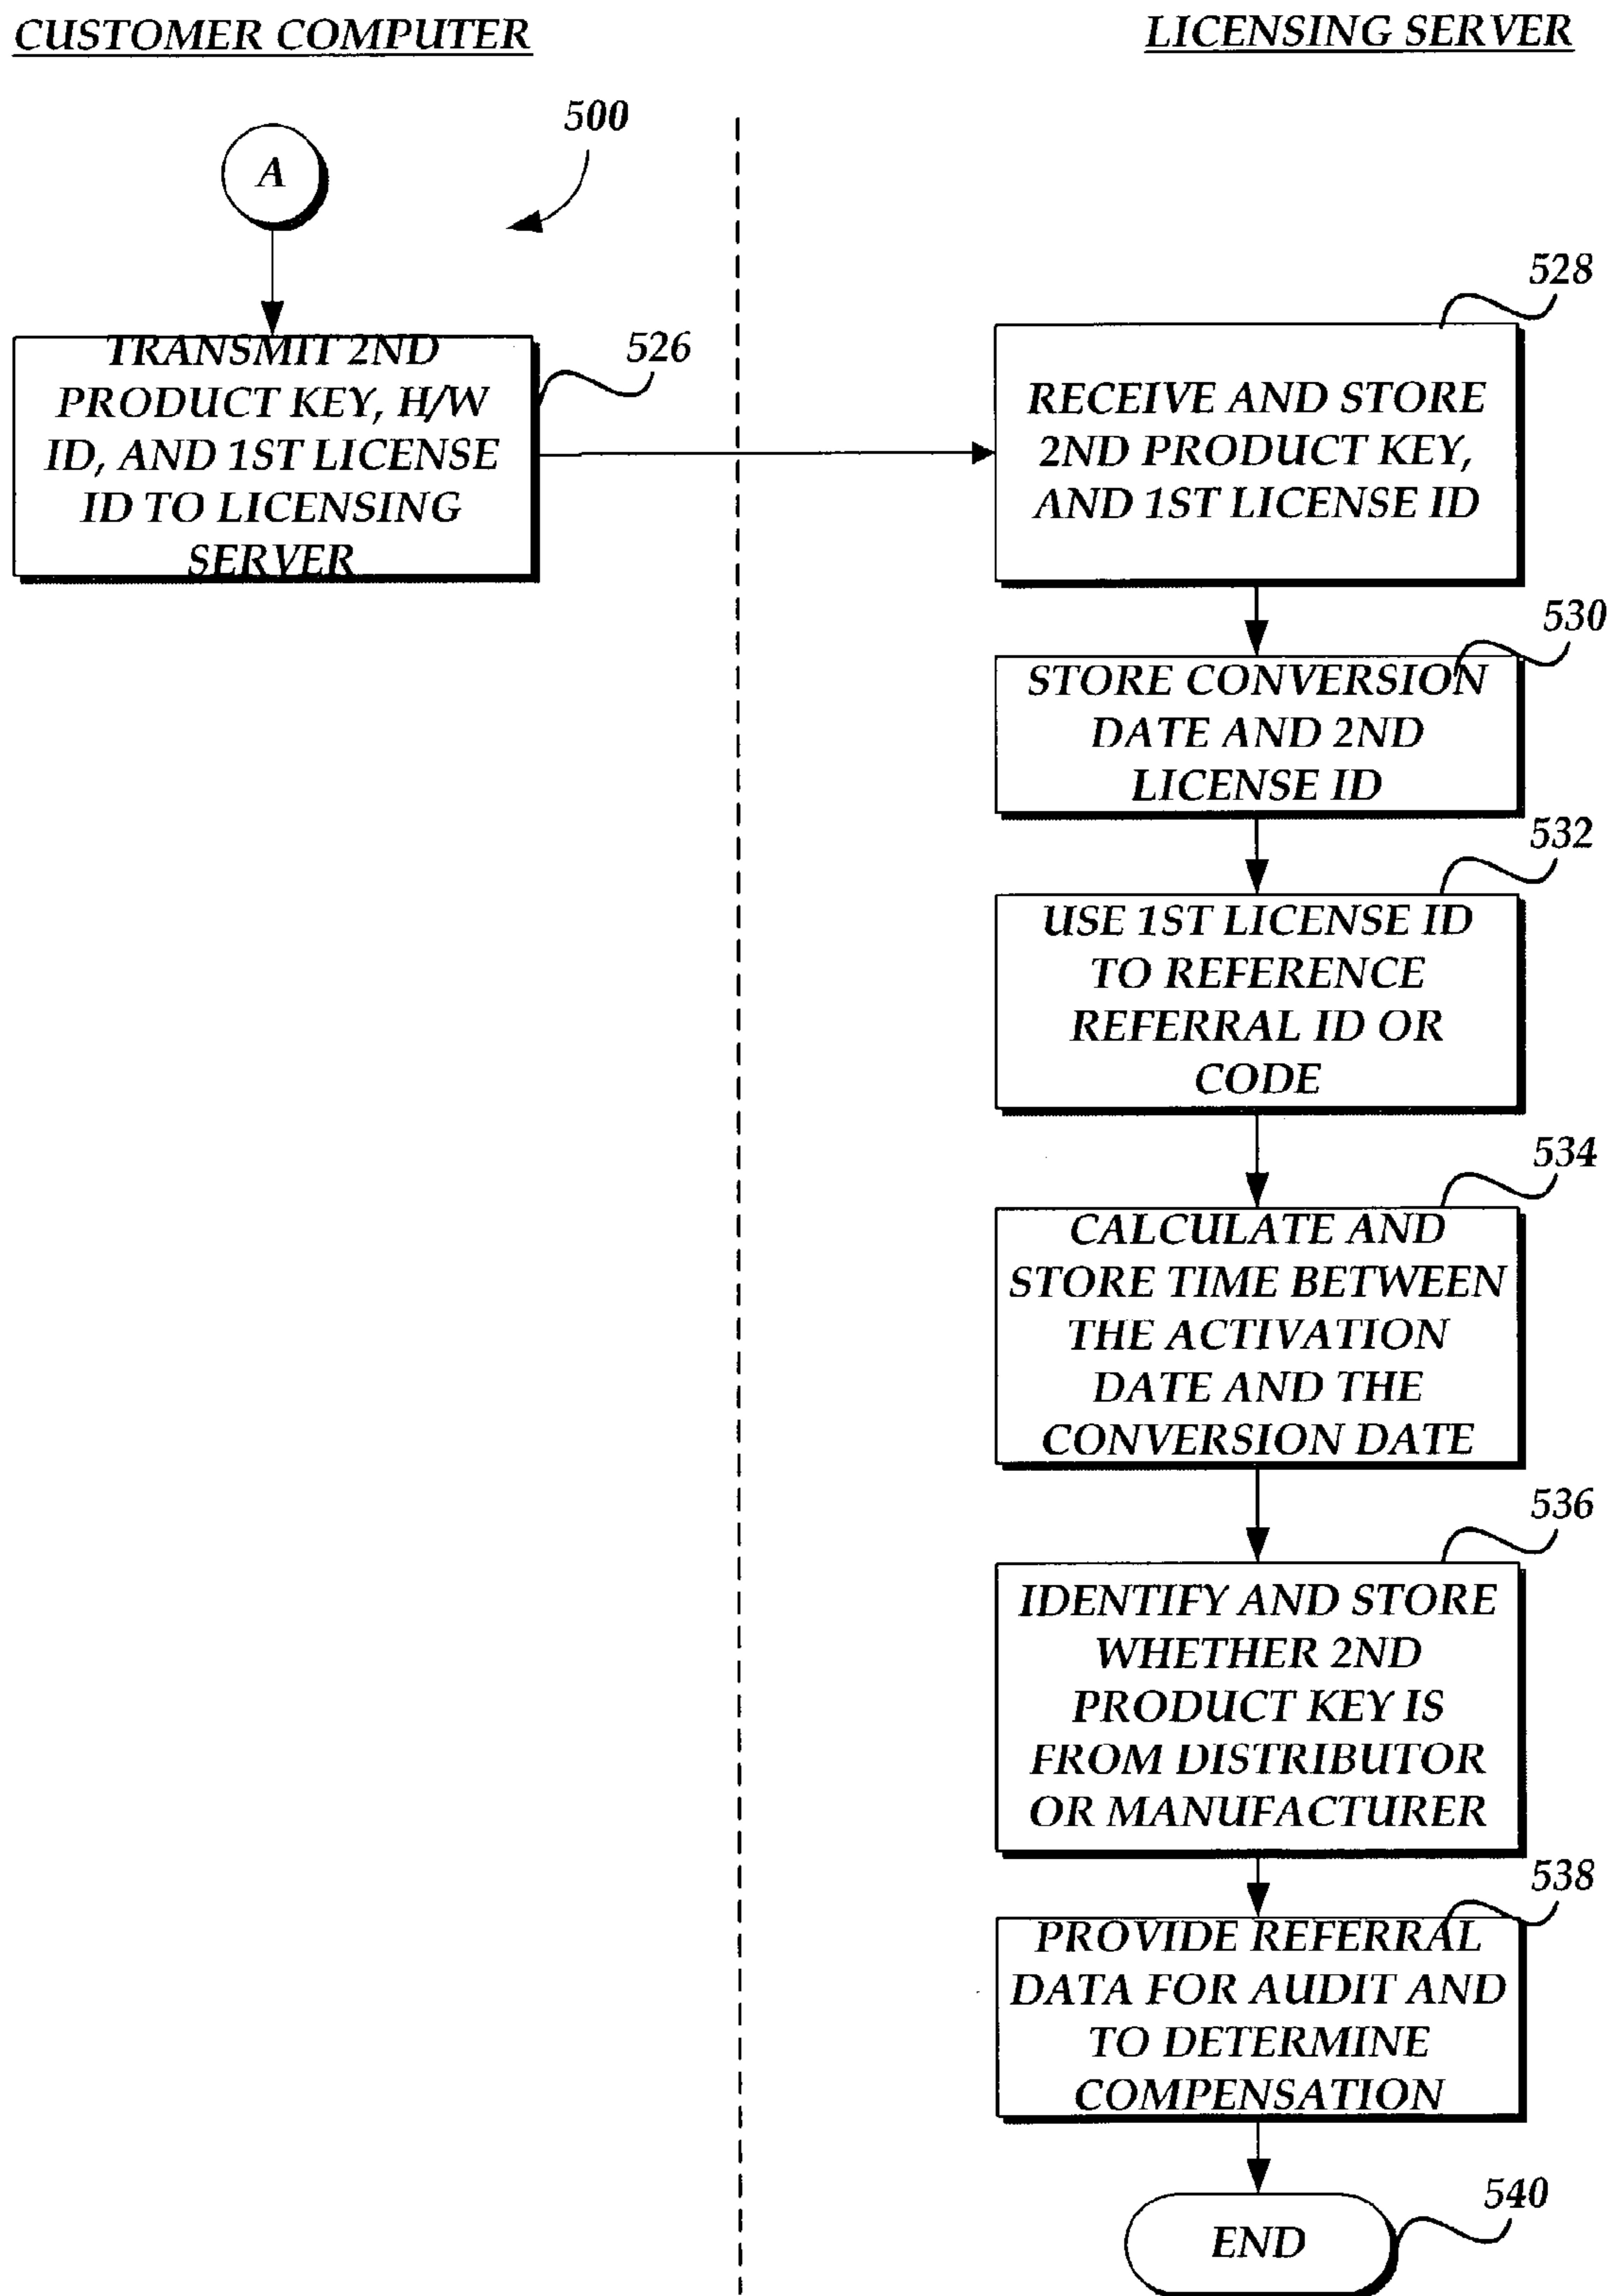 CUSTOMER COMPUTER
LICENSING SERVER
500
A
TRANSMIT 2ND
PRODUCT KEY, H/W
ID, AND 1ST LICENSE
ID TO LICENSING
SERVER
526
528
RECEIVE AND STORE
2ND PRODUCT KEY,
AND 1ST LICENSE ID
530
STORE CONVERSION
DATE AND 2ND
LICENSE ID
532
USE 1ST LICENSE ID
TO REFERENCE
REFERRAL ID OR
CODE
534
CALCULATE AND
STORE TIME BETWEEN
THE ACTIVATION
DATE AND THE
CONVERSION DATE
536
IDENTIFY AND STORE
WHETHER 2ND
PRODUCT KEY IS
FROM DISTRIBUTOR
OR MANUFACTURER
538
PROVIDE REFERRAL
DATA FOR AUDIT AND
TO DETERMINE
COMPENSATION
540
END